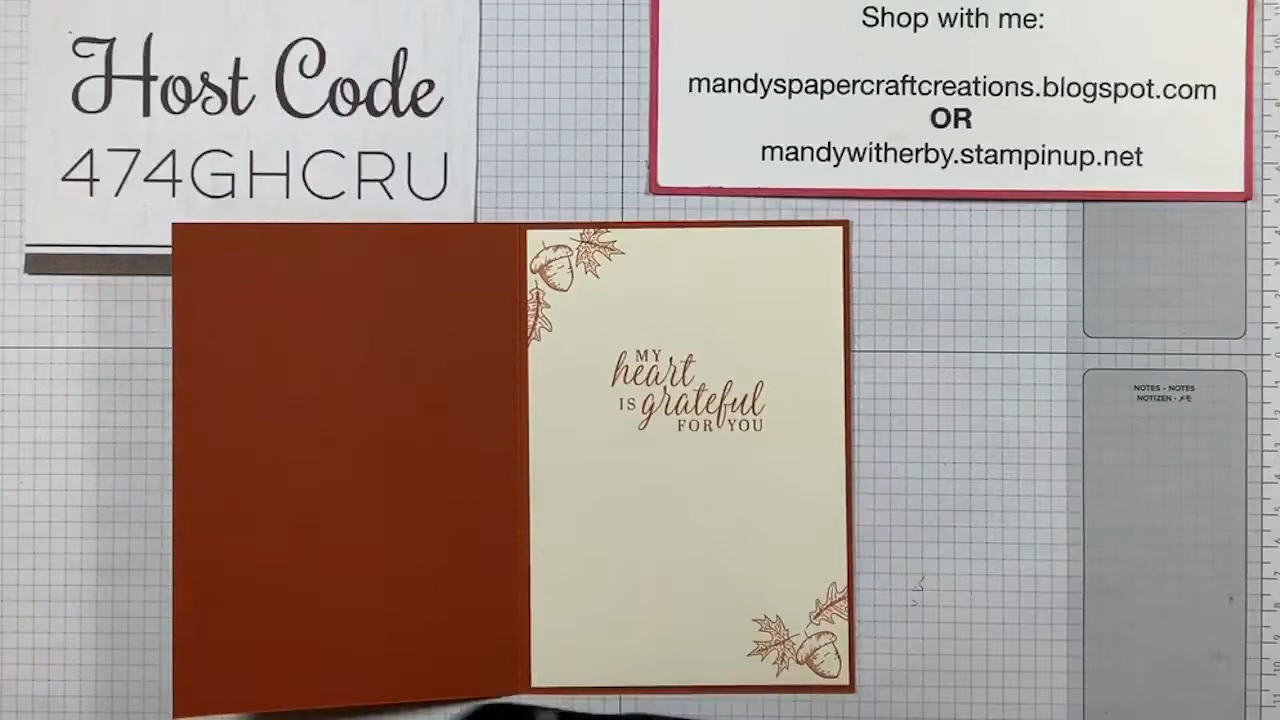 Host Code
474GHCRU
Shop with me:
mandyspapercraftcreations.blogspot.com
OR
mandywitherby.stampinup.net
MY
heart
IS grateful
FOR YOU
NOTES - NOTES
NOTIZEN -